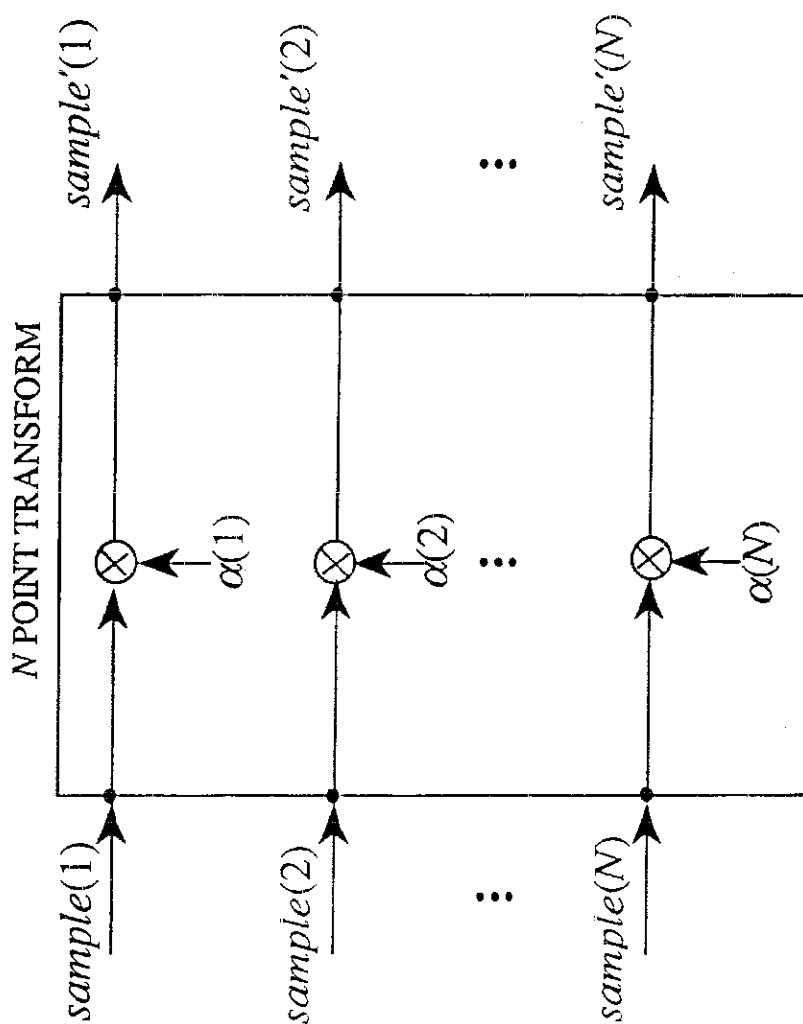 N POINT TRANSFORM
sample(1)
α(1)
sample'(1)
sample(2)
α(2)
sample'(2)
...
...
...
sample(N)
α(N)
sample'(N)